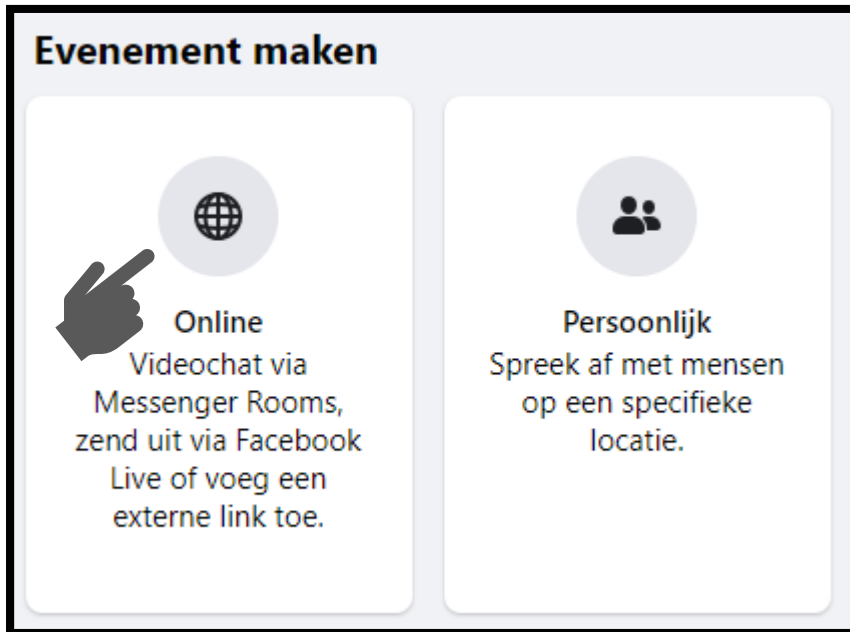 Evenement maken
Online
Videochat via
Messenger Rooms,
zend uit via Facebook
Live of voeg een
externe link toe.
Persoonlijk
Spreek af met mensen
op een specifieke
locatie.